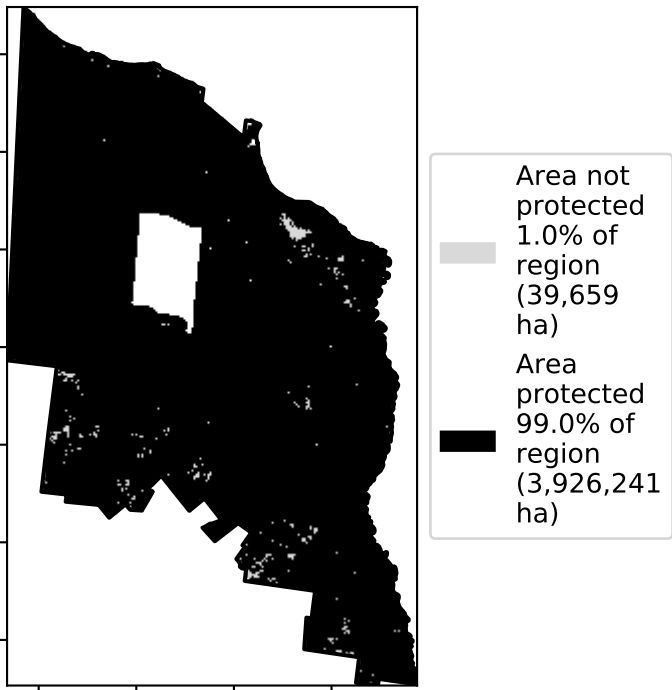 Area not
protected
1.0% of
region
(39,659
ha)
Area
protected
99.0% of
region
(3,926,241
ha)